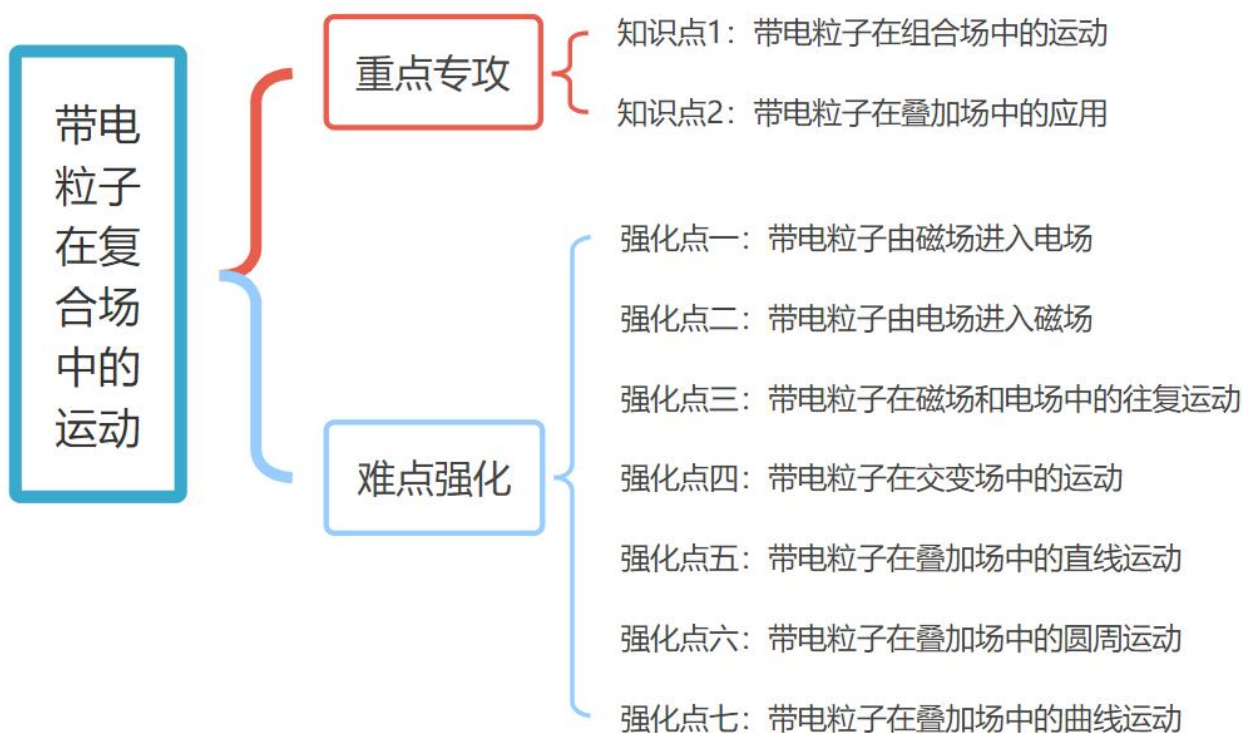 带电
粒子
在复
合场
中的
运动
重点专攻
知识点1：带电粒子在组合场中的运动
知识点2：带电粒子在叠加场中的应用
难点强化
强化点一：带电粒子由磁场进入电场
强化点二：带电粒子由电场进入磁场
强化点三：带电粒子在磁场和电场中的往复运动
强化点四：带电粒子在交变场中的运动
强化点五：带电粒子在叠加场中的直线运动
强化点六：带电粒子在叠加场中的圆周运动
强化点七：带电粒子在叠加场中的曲线运动